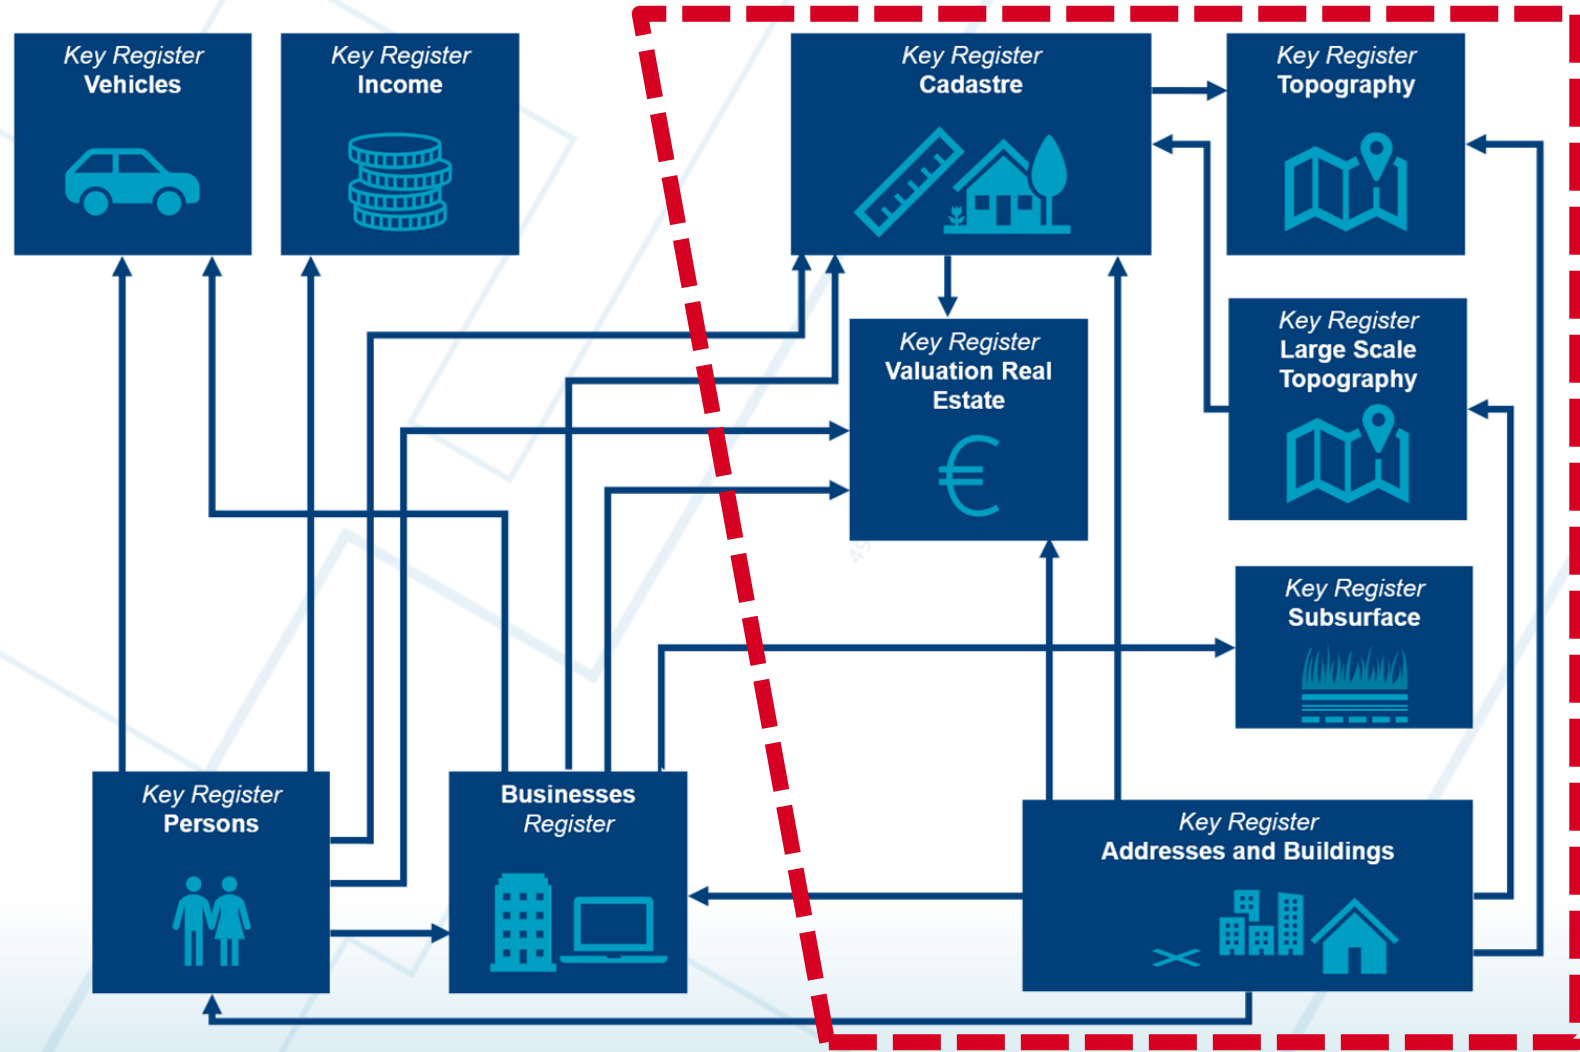 Key Register
Vehicles
Key Register
Income
Key Register
Cadastre
Key Register
Topography
Key Register
Valuation Real
Estate
Key Register
Large Scale
Topography
Key Register
Subsurface
Key Register
Persons
Businesses
Register
Key Register
Addresses and Buildings